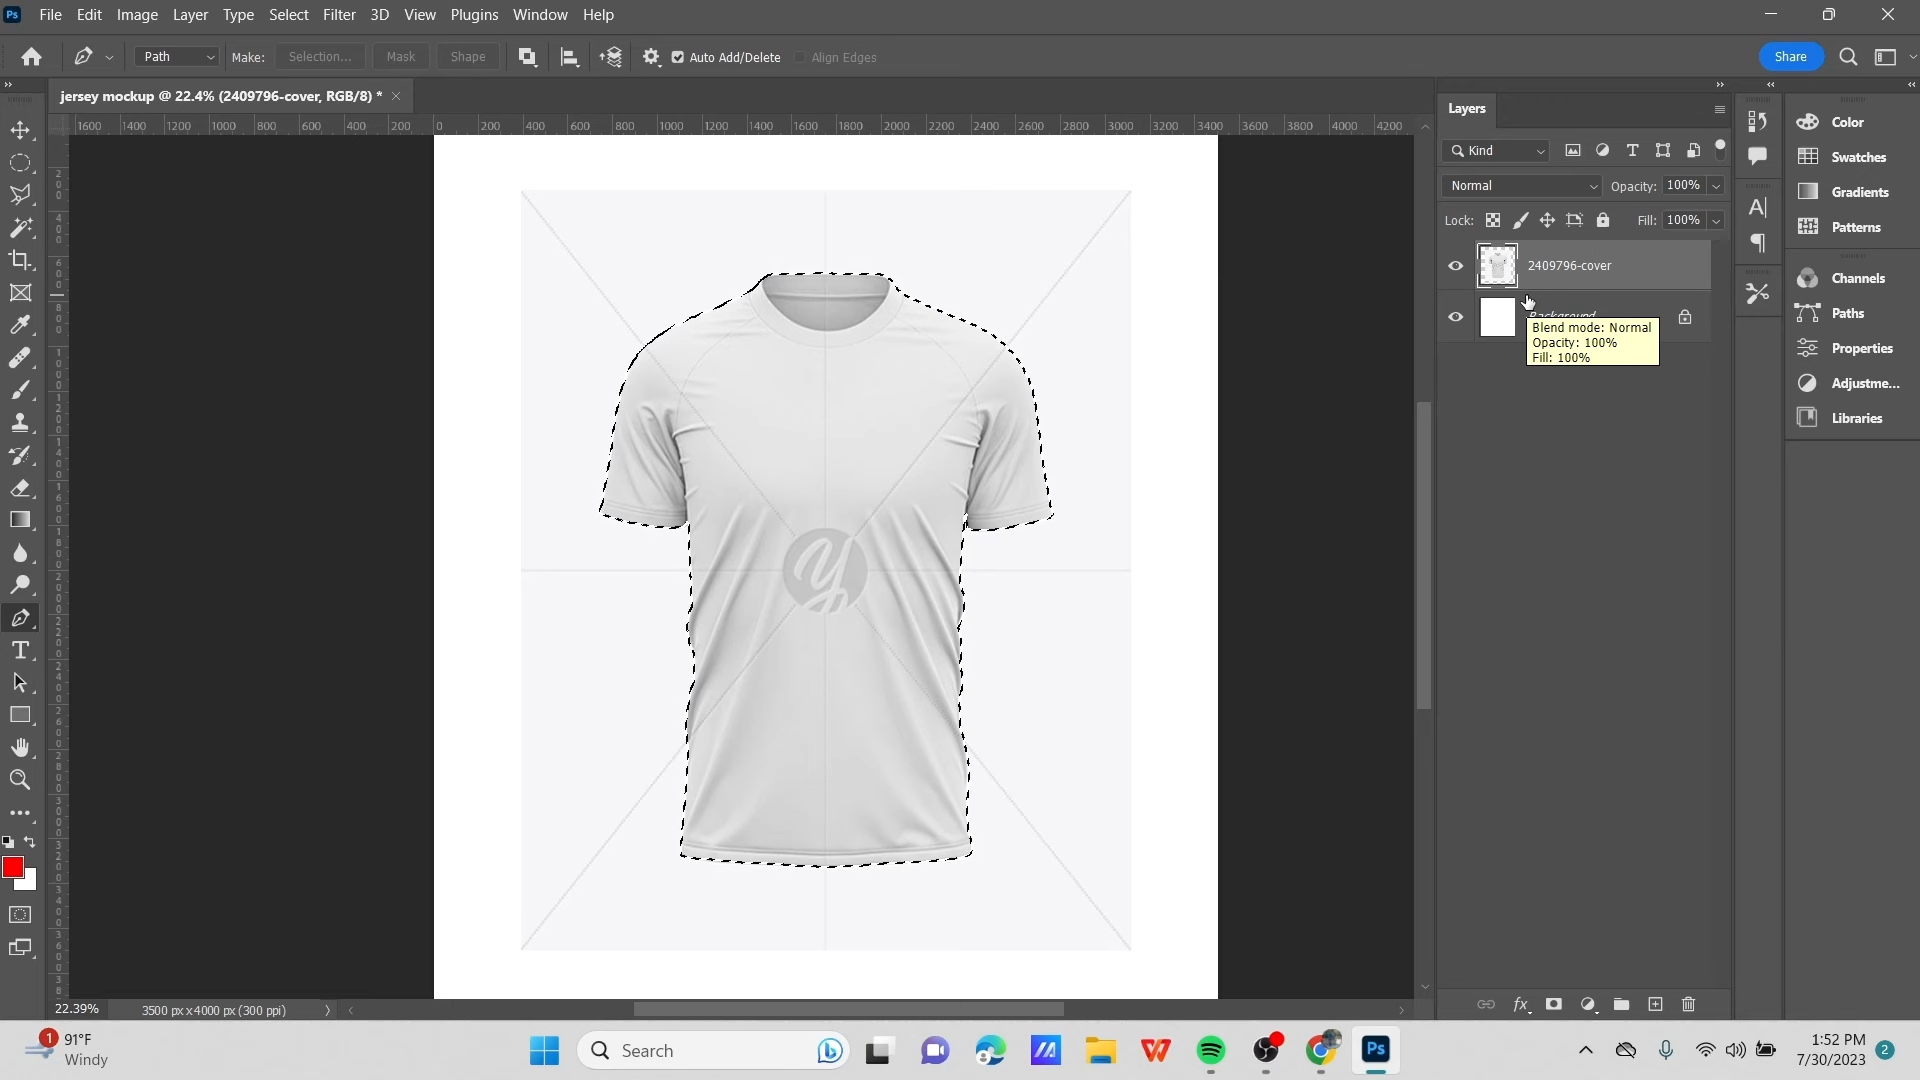 Ps File Edit Image Layer Type Select Filter 3D View Plugins Window Help
Path Make: Selection... Mask Shape Auto Add/Delete Align Edges Share
jersey mockup @ 22.4% (2409796-cover, RGB/8) * ×
1600 1400 1200 1000 800 600 400 200 0 200 400 600 800 1000 1200 1400 1600 1800 2000 2200 2400 2600 2800 3000 3200 3400 3600 3800 4000 4200
Layers
Kind
Normal Opacity: 100%
Lock: Fill: 100%
2409796-cover
Background
Blend mode: Normal
Opacity: 100%
Fill: 100%
Color
Swatches
Gradients
Patterns
Channels
Paths
Properties
Adjustme...
Libraries
Y
22.39% 3500 px x 4000 px (300 ppi)
1
91°F
Windy
Search
Ps
1:52 PM
7/30/2023
2